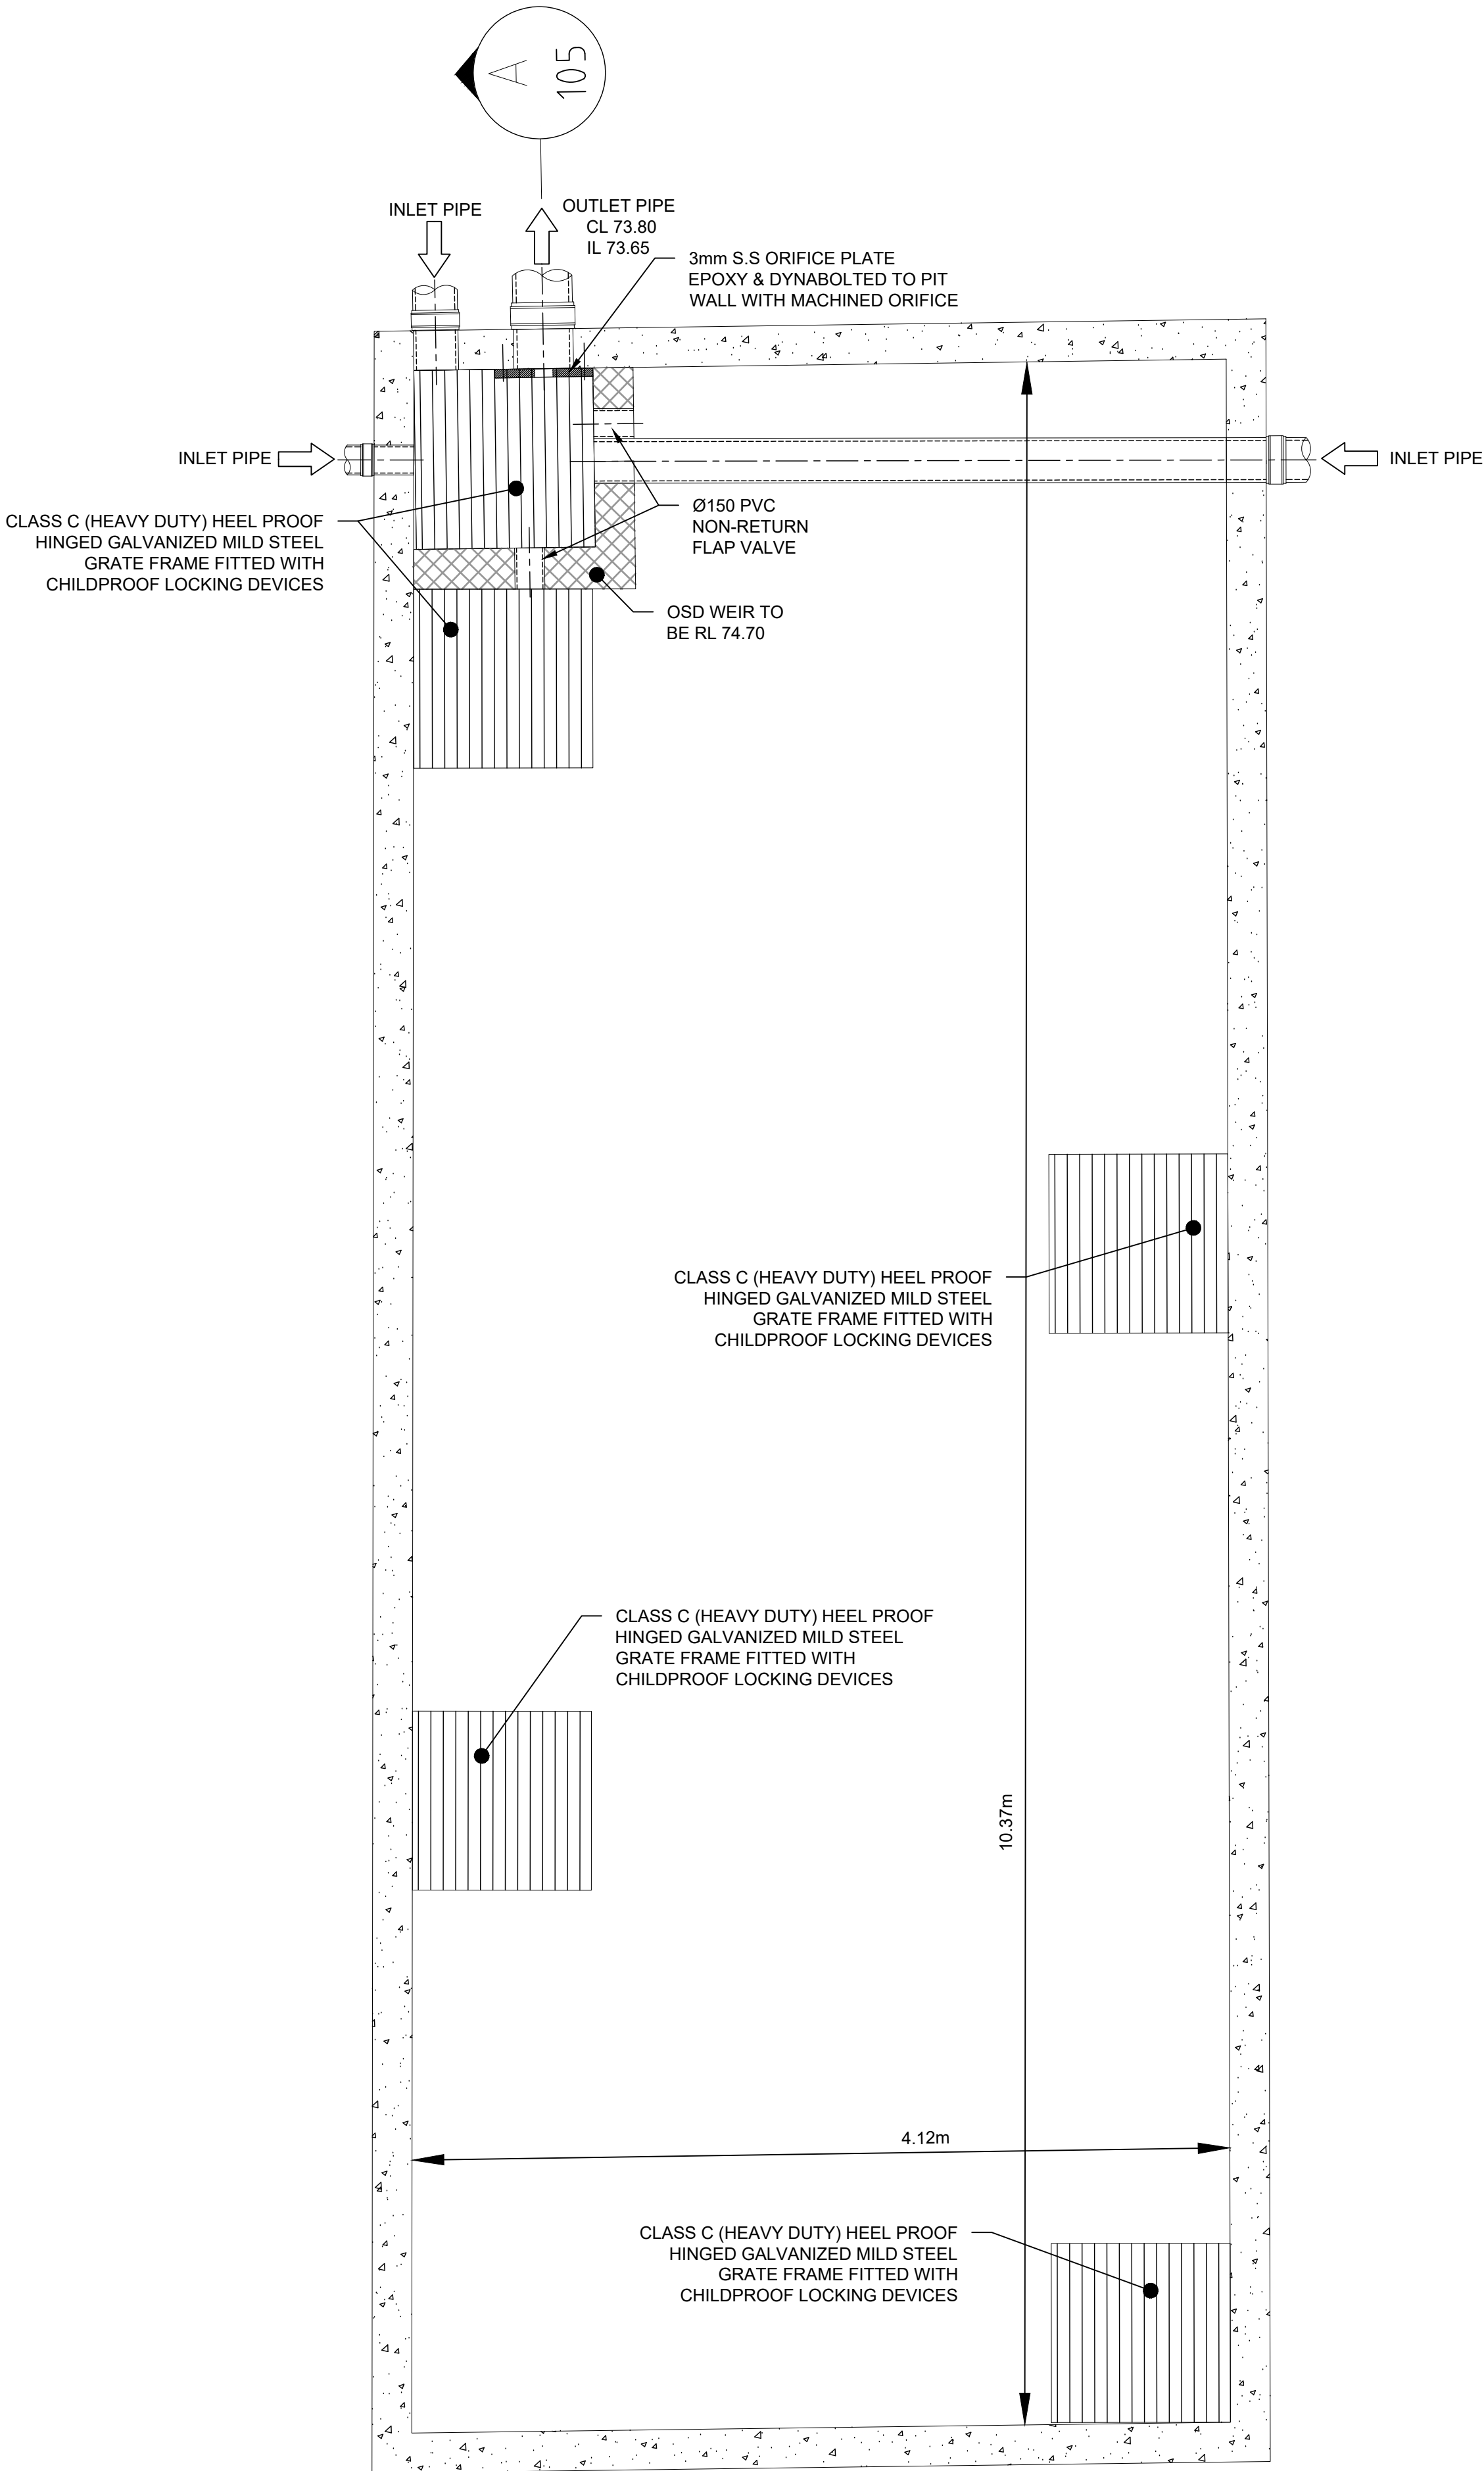 A
105
INLET PIPE
OUTLET PIPE
CL 73.80
IL 73.65
3mm S.S ORIFICE PLATE
EPOXY & DYNABOLTED TO PIT
WALL WITH MACHINED ORIFICE
INLET PIPE
INLET PIPE
CLASS C (HEAVY DUTY) HEEL PROOF
HINGED GALVANIZED MILD STEEL
GRATE FRAME FITTED WITH
CHILDPROOF LOCKING DEVICES
Ø150 PVC
NON-RETURN
FLAP VALVE
OSD WEIR TO
BE RL 74.70
CLASS C (HEAVY DUTY) HEEL PROOF
HINGED GALVANIZED MILD STEEL
GRATE FRAME FITTED WITH
CHILDPROOF LOCKING DEVICES
CLASS C (HEAVY DUTY) HEEL PROOF
HINGED GALVANIZED MILD STEEL
GRATE FRAME FITTED WITH
CHILDPROOF LOCKING DEVICES
10.37m
4.12m
CLASS C (HEAVY DUTY) HEEL PROOF
HINGED GALVANIZED MILD STEEL
GRATE FRAME FITTED WITH
CHILDPROOF LOCKING DEVICES